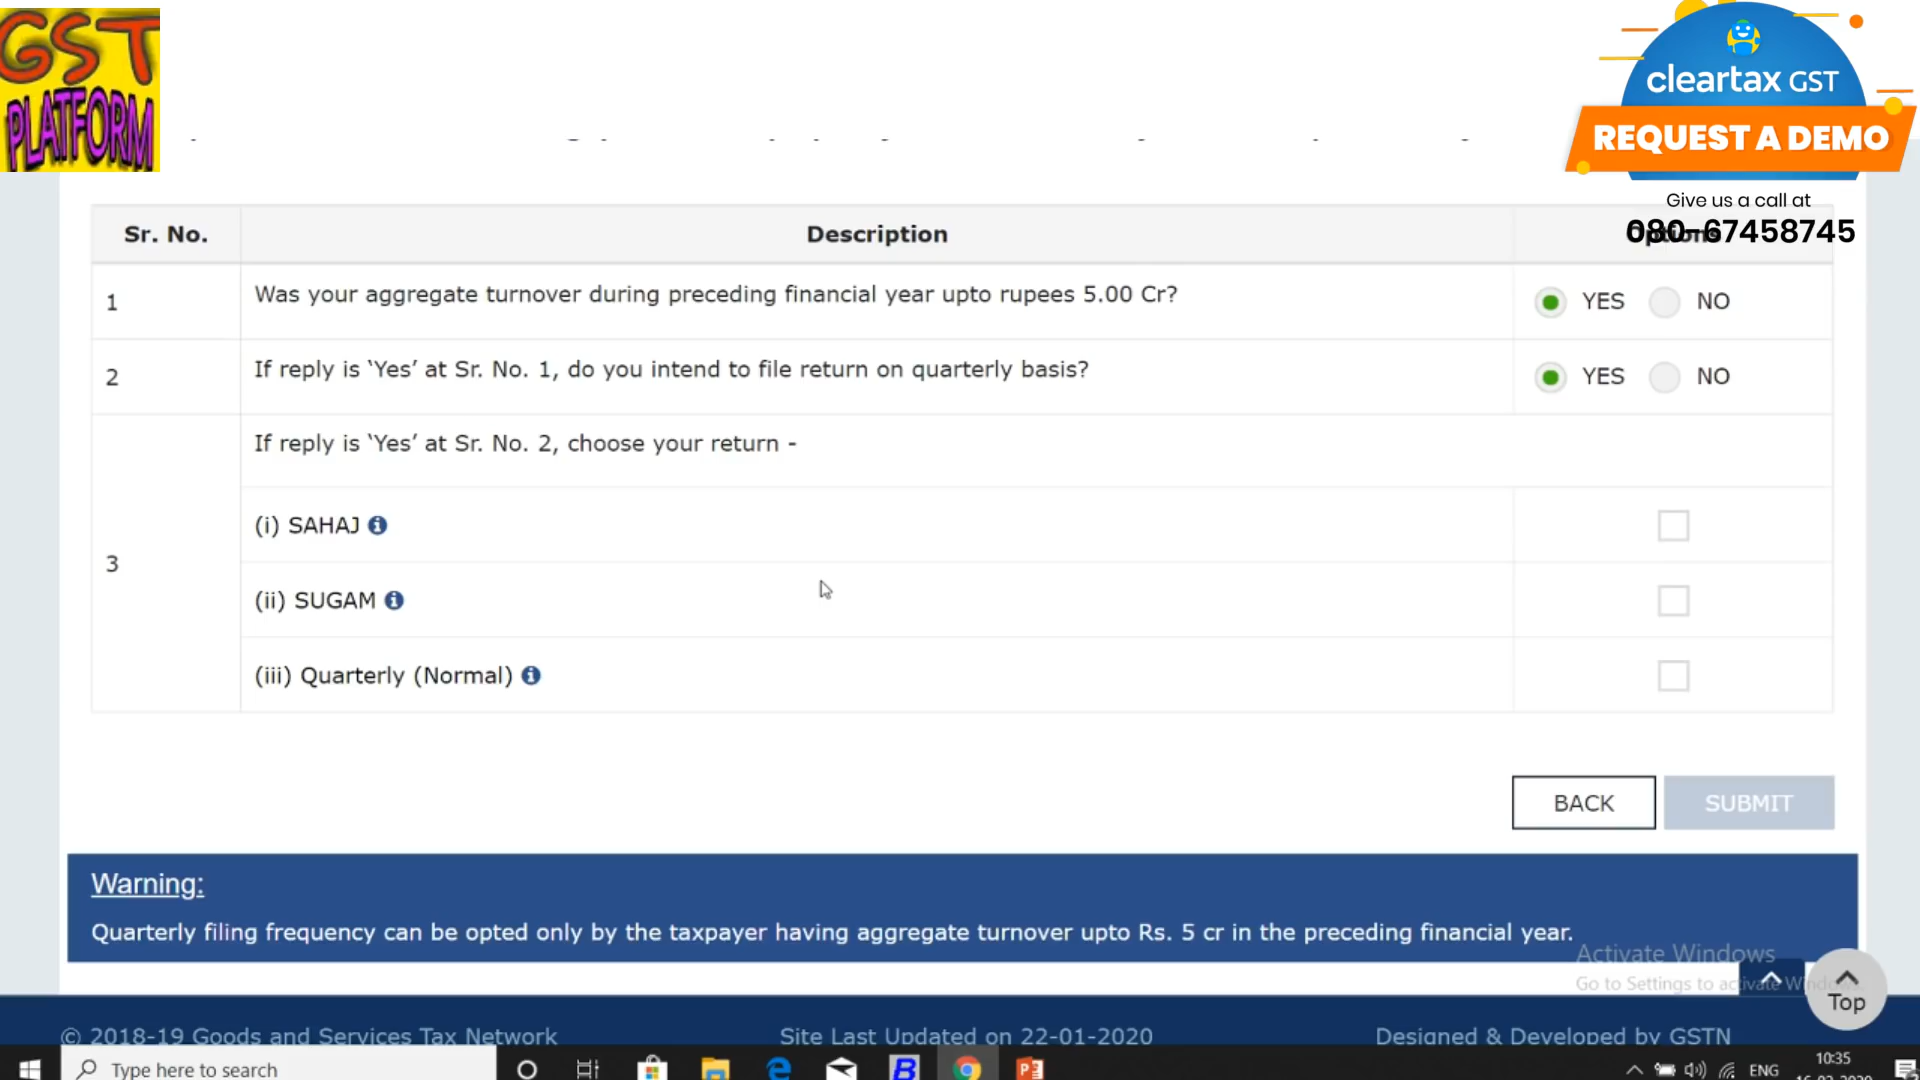 GST
PLATFORM
cleartax GST
REQUEST A DEMO
Give us a call at
080-67458745
Sr. No. Description Options
1 Was your aggregate turnover during preceding financial year upto rupees 5.00 Cr? YES NO
2 If reply is ‘Yes’ at Sr. No. 1, do you intend to file return on quarterly basis? YES NO
3 If reply is ‘Yes’ at Sr. No. 2, choose your return -
(i) SAHAJ
(ii) SUGAM
(iii) Quarterly (Normal)
BACK SUBMIT
Warning:
Quarterly filing frequency can be opted only by the taxpayer having aggregate turnover upto Rs. 5 cr in the preceding financial year.
Activate Windows
Go to Settings to activate
Top
© 2018-19 Goods and Services Tax Network Site Last Updated on 22-01-2020 Designed & Developed by GSTN
Type here to search ENG 10:35